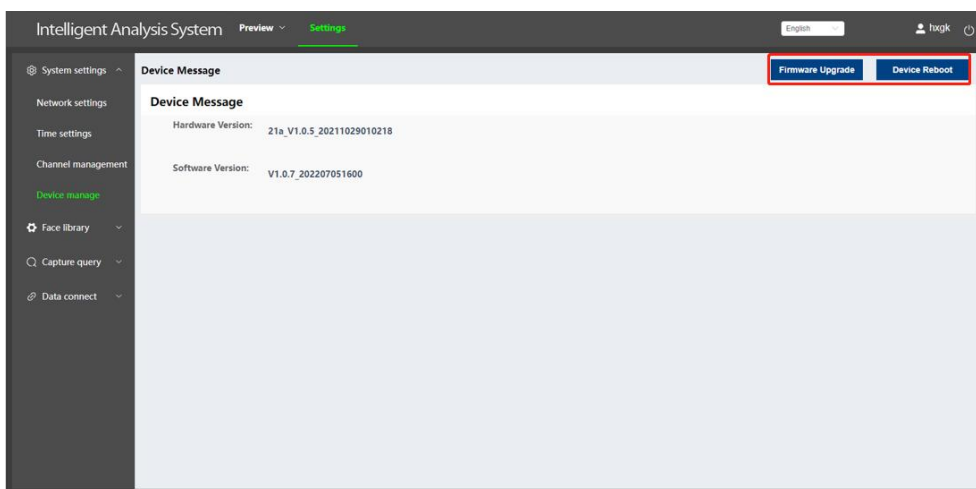 Intelligent Analysis System Preview Settings English hxgk
System settings
Network settings
Time settings
Channel management
Device manage
Face library
Capture query
Data connect
Device Message Firmware Upgrade Device Reboot
Device Message
Hardware Version: 21a_V1.0.5_20211029010218
Software Version: V1.0.7_202207051600